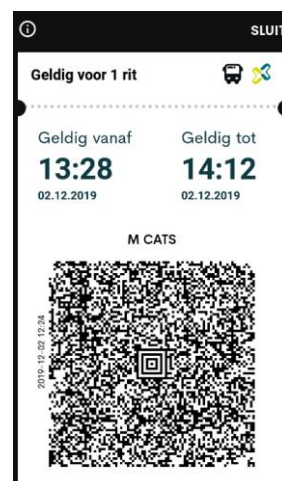 SLUIT
Geldig voor 1 rit
Geldig vanaf
Geldig tot
13:28
14:12
02.12.2019
02.12.2019
M CATS
2019-12-02 12:24